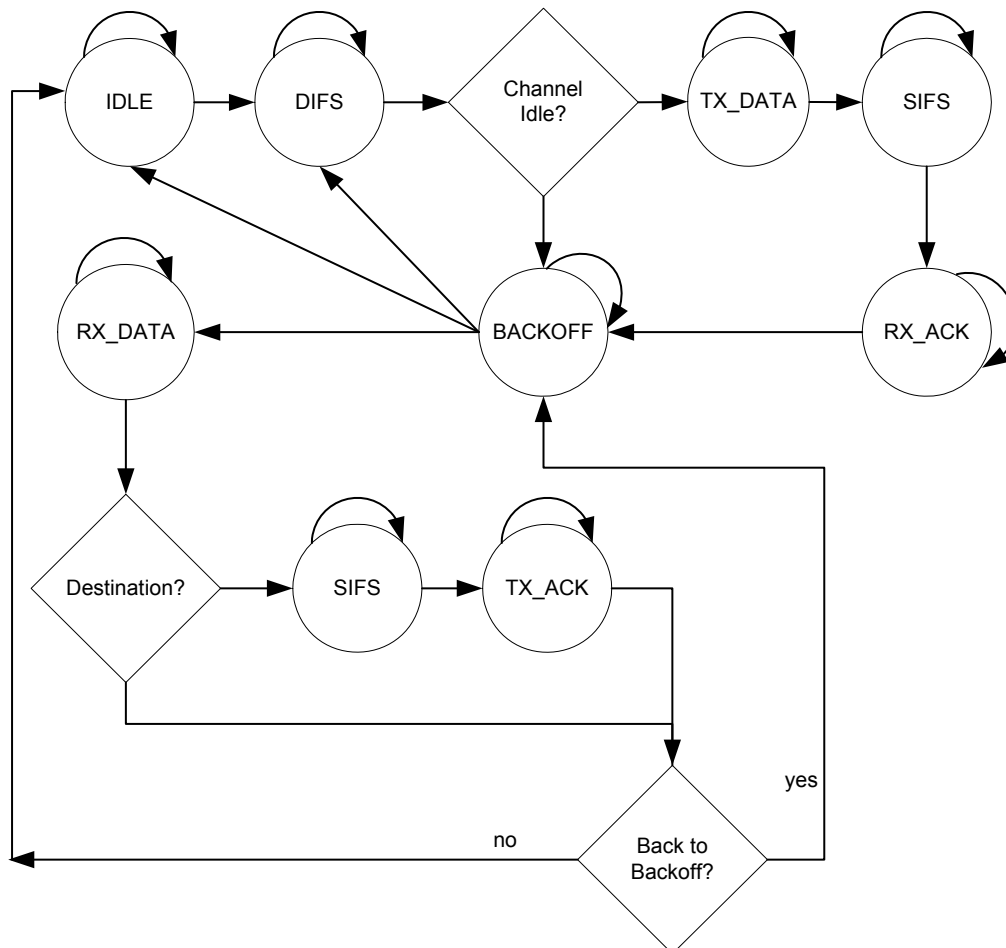 IDLE
DIFS
Channel
Idle?
TX_DATA
SIFS
RX_DATA
BACKOFF
RX_ACK
Destination?
SIFS
TX_ACK
yes
no
Back to
Backoff?